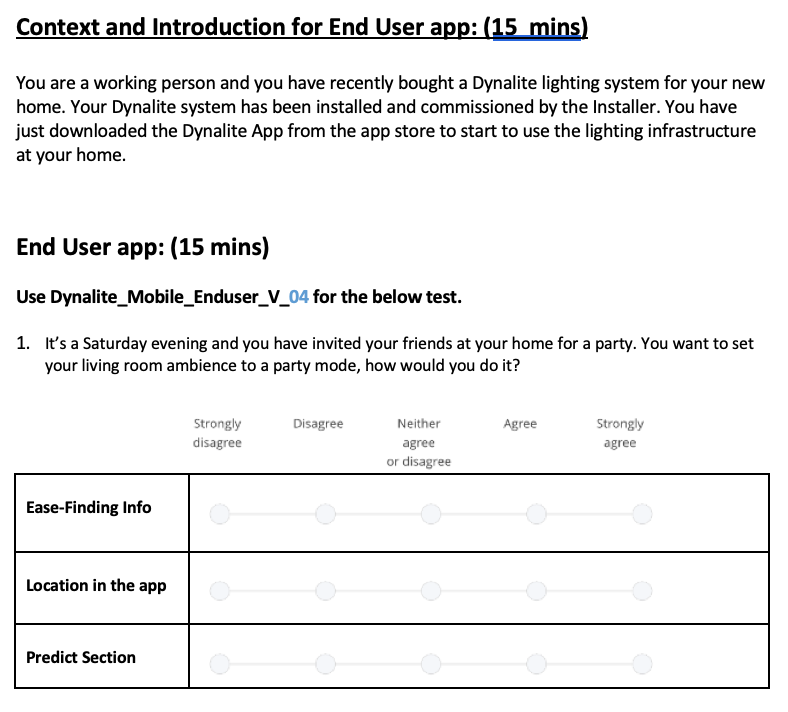 Context and Introduction for End User app: (15 mins)
You are a working person and you have recently bought a Dynalite lighting system for your new
home. Your Dynalite system has been installed and commissioned by the Installer. You have
just downloaded the Dynalite App from the app store to start to use the lighting infrastructure
at your home.
End User app: (15 mins)
Use Dynalite_Mobile_Enduser_V_04 for the below test.
1. It’s a Saturday evening and you have invited your friends at your home for a party. You want to set
your living room ambience to a party mode, how would you do it?
Strongly disagree
Disagree
Neither agree or disagree
Agree
Strongly agree
Ease-Finding Info
Location in the app
Predict Section